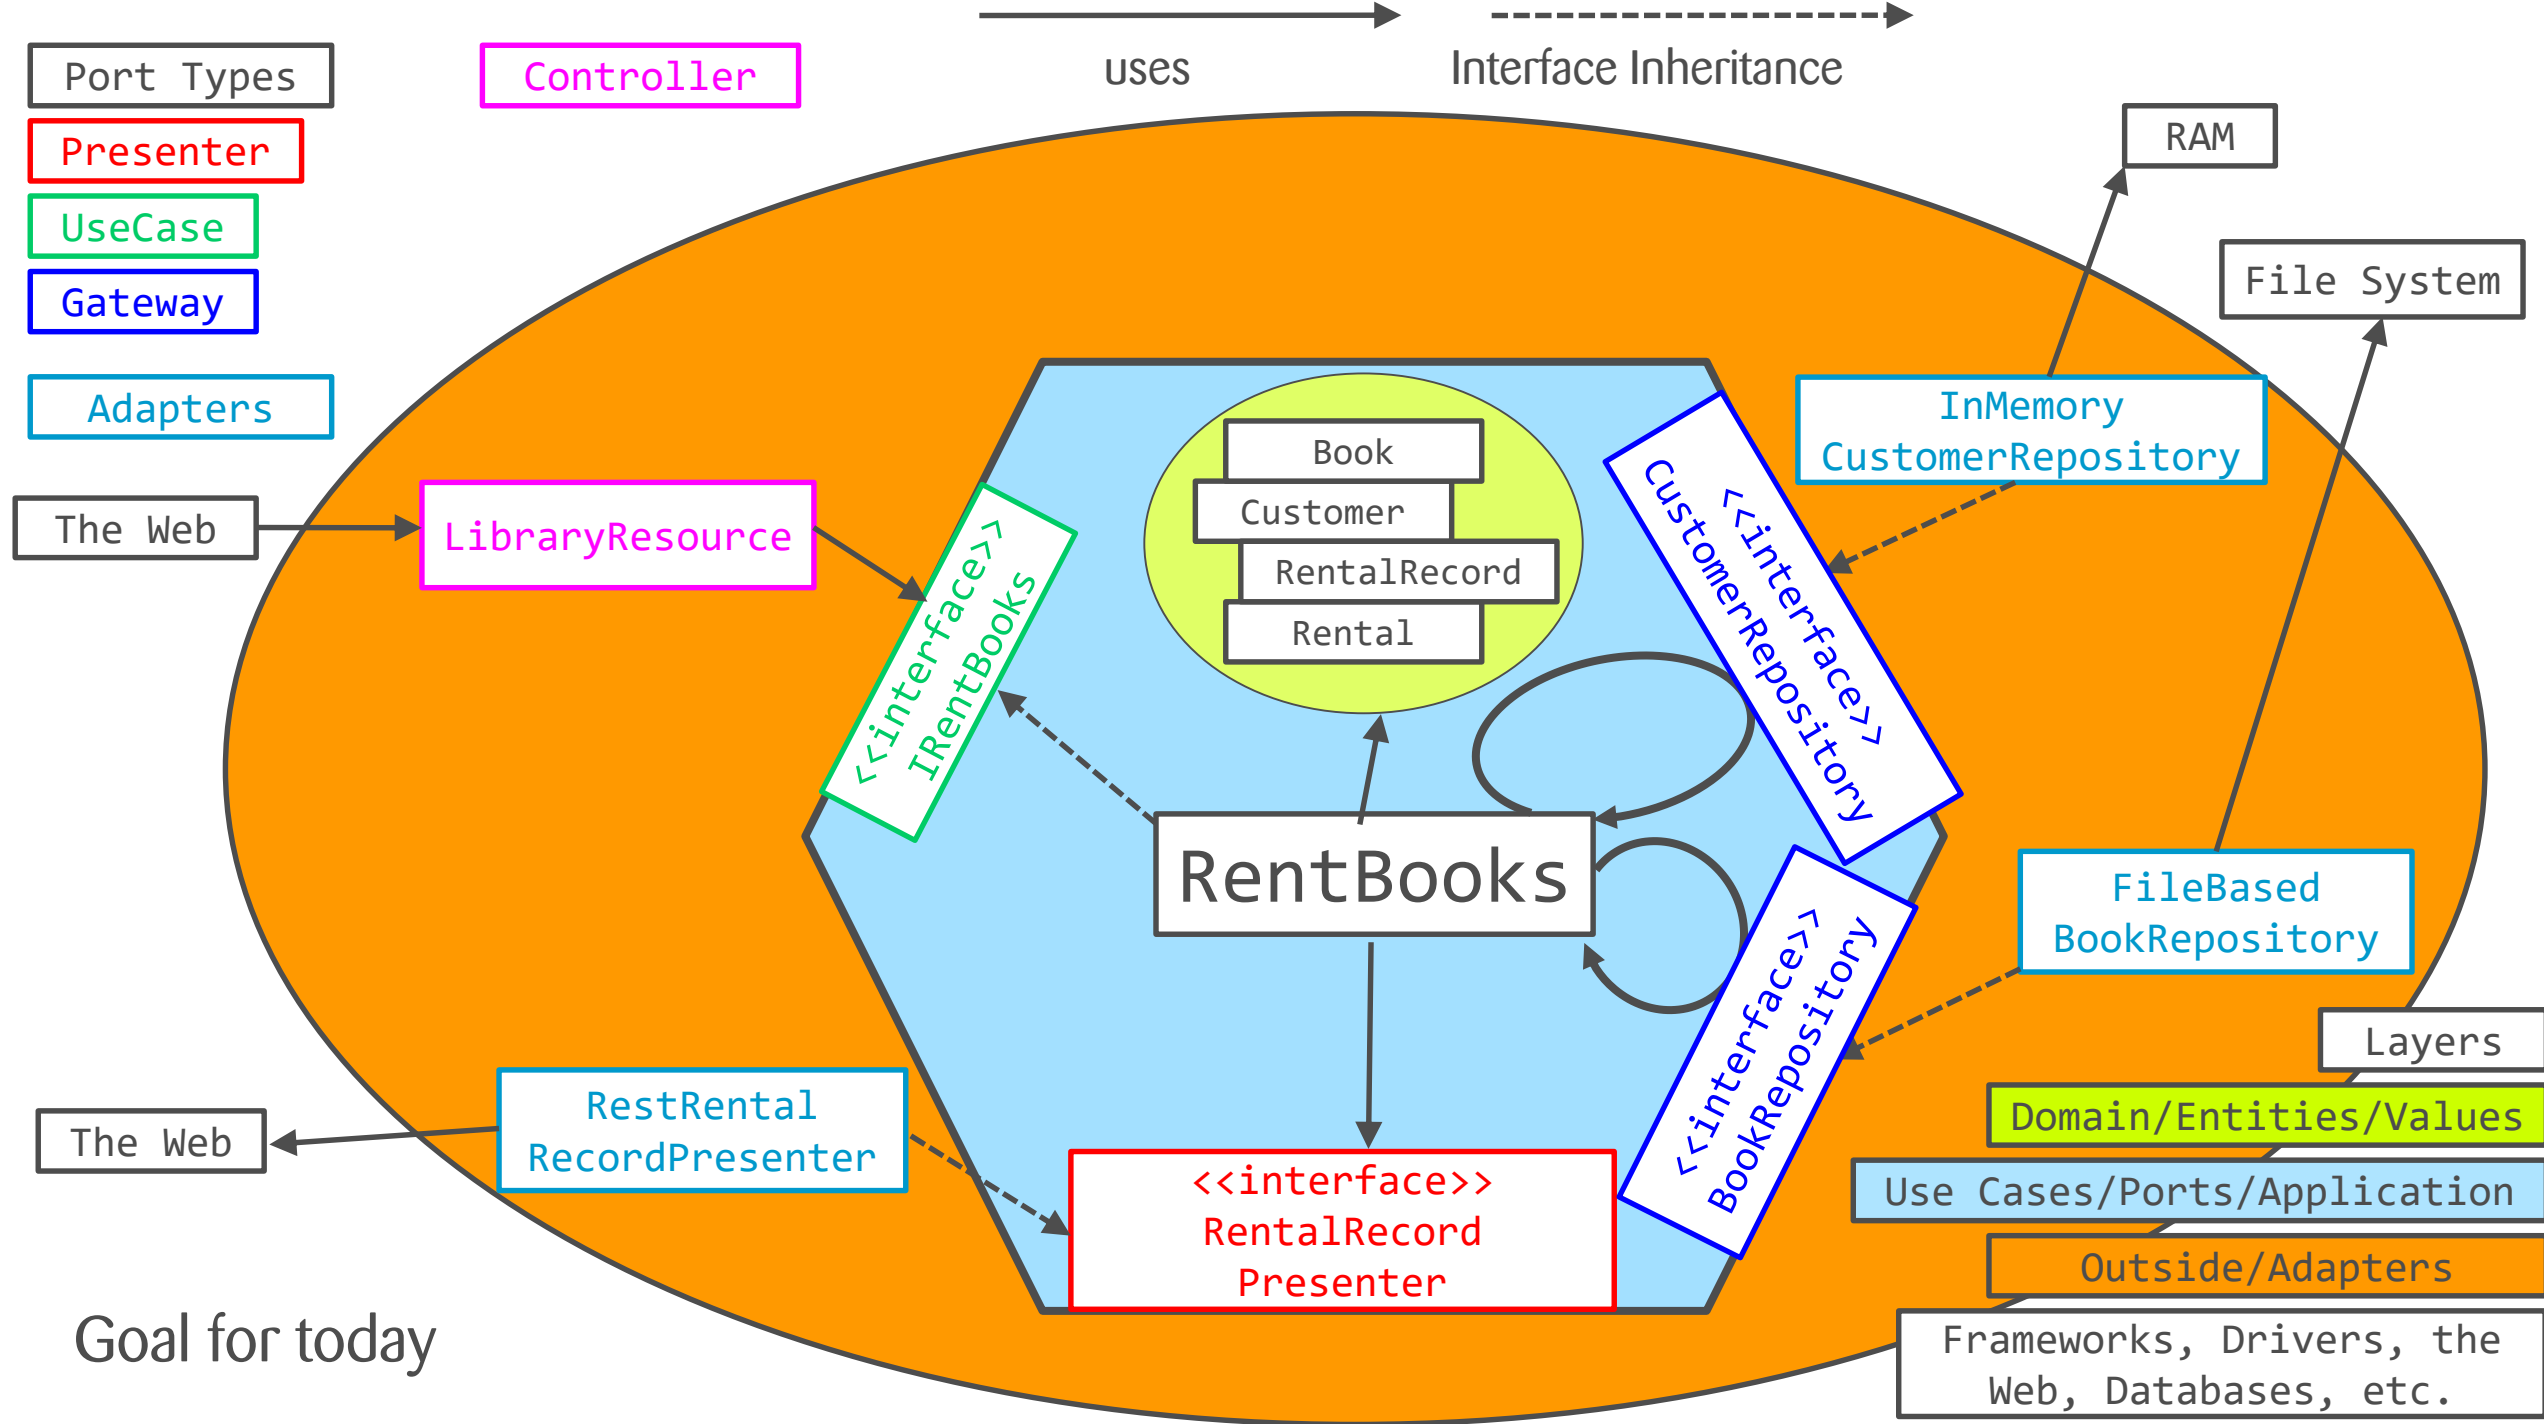 uses
Interface Inheritance
Port Types
Controller
Presenter
UseCase
Gateway
Adapters
RAM
File System
InMemory
CustomerRepository
Book
Customer
RentalRecord
Rental
The Web
LibraryResource
<<interface>>
IRentBooks
<<interface>>
CustomerRepository
RentBooks
FileBased
BookRepository
<<interface>>
BookRepository
RestRental
RecordPresenter
The Web
<<interface>>
RentalRecord
Presenter
Layers
Domain/Entities/Values
Use Cases/Ports/Application
Outside/Adapters
Frameworks, Drivers, the
Web, Databases, etc.
Goal for today